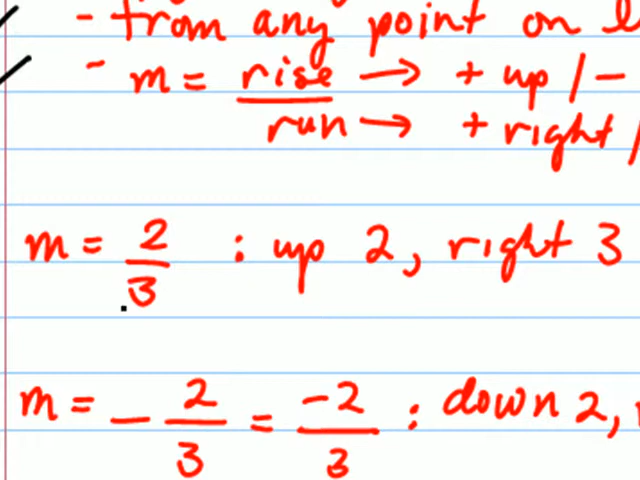 - from any point on
- m = rise → + up / -
run → + right /
m = 2/3 : up 2, right 3
m = - 2/3 = -2/3 : down 2,